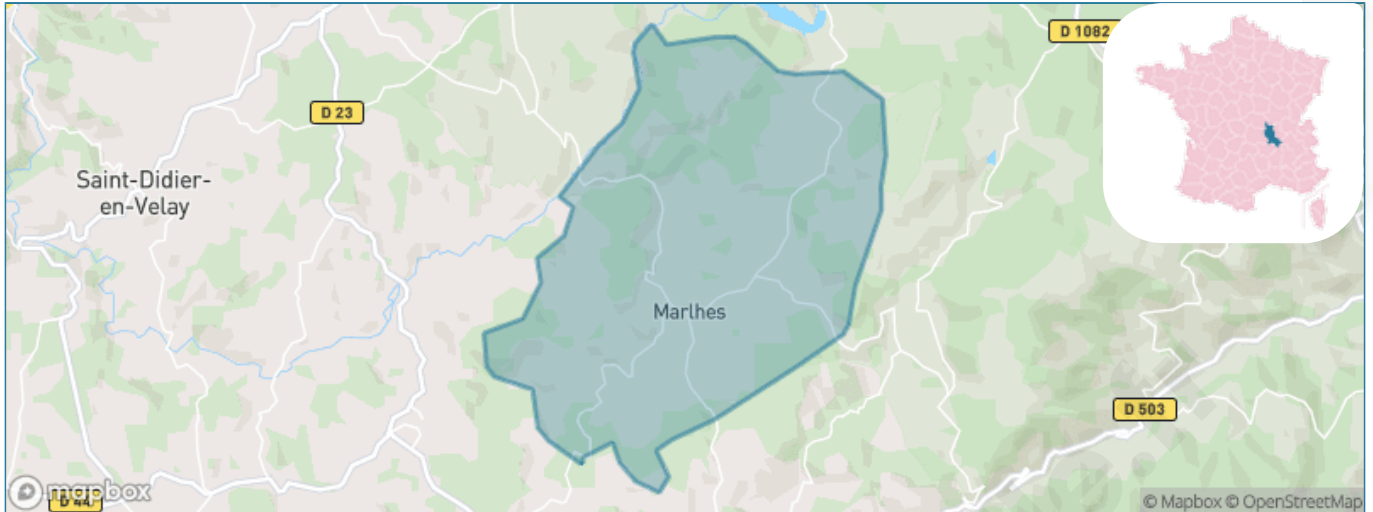 D 1082
D 23
Saint-Didier-
en-Velay
Marlhes
D 503
mapbox
D 44
© Mapbox © OpenStreetMap